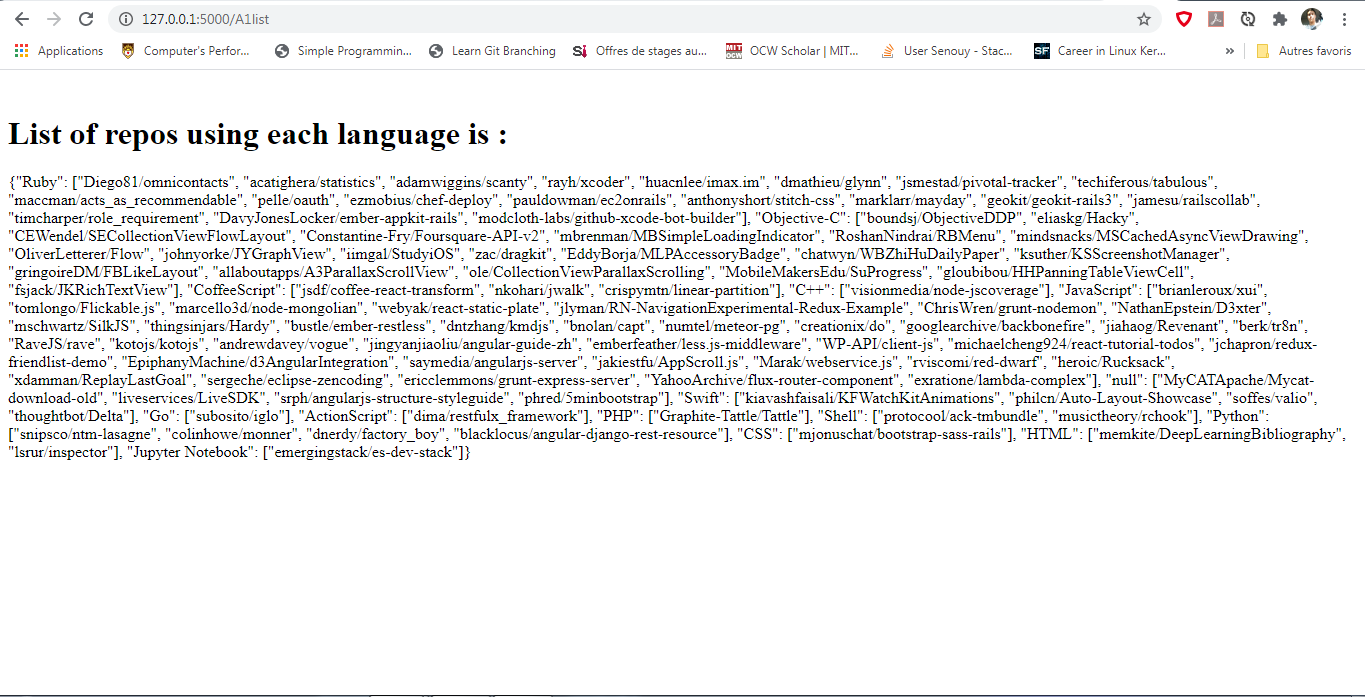 127.0.0.1:5000/A1list
Applications Computer's Perfor... Simple Programmin... Learn Git Branching Offres de stages au... MIT OCW OCW Scholar | MIT... User Senouy - Stac... SF Career in Linux Ker... » Autres favoris
List of repos using each language is :
{"Ruby": ["Diego81/omnicontacts", "acatighera/statistics", "adamwiggins/scanty", "rayh/xcoder", "huacnlee/imax.im", "dmathieu/glynn", "jsmestad/pivotal-tracker", "techiferous/tabulous",
"maccman/acts_as_recommendable", "pelle/oauth", "ezmobius/chef-deploy", "pauldowman/ec2onrails", "anthonyshort/stitch-css", "marklarr/mayday", "geokit/geokit-rails3", "jamesu/railscollab",
"timcharper/role_requirement", "DavyJonesLocker/ember-appkit-rails", "modcloth-labs/github-xcode-bot-builder"], "Objective-C": ["boundsj/ObjectiveDDP", "eliaskg/Hacky",
"CEWendel/SECollectionViewFlowLayout", "Constantine-Fry/Foursquare-API-v2", "mbrenman/MBSimpleLoadingIndicator", "RoshanNindrai/RBMenu", "mindsnacks/MSCachedAsyncViewDrawing",
"OliverLetterer/Flow", "johnyorke/JYGraphView", "iimgal/StudyiOS", "zac/dragkit", "EddyBorja/MLPAccessoryBadge", "chatwyn/WBZhiHuDailyPaper", "ksuther/KSScreenshotManager",
"gringoireDM/FBLikeLayout", "allaboutapps/A3ParallaxScrollView", "ole/CollectionViewParallaxScrolling", "MobileMakersEdu/SuProgress", "gloubibou/HHPanningTableViewCell",
"fsjack/JKRichTextView"], "CoffeeScript": ["jsdf/coffee-react-transform", "nkohari/jwalk", "crispymtn/linear-partition"], "C++": ["visionmedia/node-jscoverage"], "JavaScript": ["brianleroux/xui",
"tomlongo/Flickable.js", "marcello3d/node-mongolian", "webyak/react-static-plate", "jlyman/RN-NavigationExperimental-Redux-Example", "ChrisWren/grunt-nodemon", "NathanEpstein/D3xter",
"mschwartz/SilkJS", "thingsinjars/Hardy", "bustle/ember-restless", "dntzhang/kmdjs", "bnolan/capt", "numtel/meteor-pg", "creationix/do", "googlearchive/backbonefire", "jiahaog/Revenant", "berk/tr8n",
"RaveJS/rave", "kotojs/kotojs", "andrewdavey/vogue", "jingyanjiaoliu/angular-guide-zh", "emberfeather/less.js-middleware", "WP-API/client-js", "michaelcheng924/react-tutorial-todos", "jchapron/redux-
friendlist-demo", "EpiphanyMachine/d3AngularIntegration", "saymedia/angularjs-server", "jakiestfu/AppScroll.js", "Marak/webservice.js", "rviscomi/red-dwarf", "heroic/Rucksack",
"xdamman/ReplayLastGoal", "sergeche/eclipse-zencoding", "ericclemmons/grunt-express-server", "YahooArchive/flux-router-component", "exratione/lambda-complex"], "null": ["MyCATApache/Mycat-
download-old", "liveservices/LiveSDK", "srph/angularjs-structure-styleguide", "phred/5minbootstrap"], "Swift": ["kiavashfaisali/KFWatchKitAnimations", "philcn/Auto-Layout-Showcase", "soffes/valio",
"thoughtbot/Delta"], "Go": ["subosito/iglo"], "ActionScript": ["dima/restfulx_framework"], "PHP": ["Graphite-Tattle/Tattle"], "Shell": ["protocool/ack-tmbundle", "musictheory/rchook"], "Python":
["snipsco/ntm-lasagne", "colinhowe/monner", "dnerdy/factory_boy", "blacklocus/angular-django-rest-resource"], "CSS": ["mjonuschat/bootstrap-sass-rails"], "HTML": ["memkite/DeepLearningBibliography",
"lsrur/inspector"], "Jupyter Notebook": ["emergingstack/es-dev-stack"]}